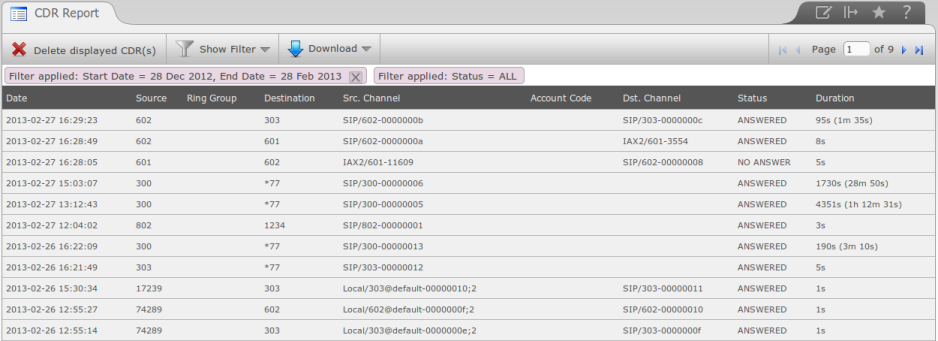 CDR Report ?
Delete displayed CDR(s) Show Filter Download Page 1 of 9
Filter applied: Start Date = 28 Dec 2012, End Date = 28 Feb 2013 X Filter applied: Status = ALL
Date Source Ring Group Destination Src. Channel Account Code Dst. Channel Status Duration
2013-02-27 16:29:23 602 303 SIP/602-0000000b SIP/303-0000000c ANSWERED 95s (1m 35s)
2013-02-27 16:28:49 602 601 SIP/602-0000000a IAX2/601-3554 ANSWERED 8s
2013-02-27 16:28:05 601 602 IAX2/601-11609 SIP/602-00000008 NO ANSWER 5s
2013-02-27 15:03:07 300 *77 SIP/300-00000006 ANSWERED 1730s (28m 50s)
2013-02-27 13:12:43 300 *77 SIP/300-00000005 ANSWERED 4351s (1h 12m 31s)
2013-02-27 12:04:02 802 1234 SIP/802-00000001 ANSWERED 3s
2013-02-26 16:22:09 300 *77 SIP/300-00000013 ANSWERED 190s (3m 10s)
2013-02-26 16:21:49 303 *77 SIP/303-00000012 ANSWERED 5s
2013-02-26 15:30:34 17239 303 Local/303@default-00000010;2 SIP/303-00000011 ANSWERED 1s
2013-02-26 12:55:27 74289 602 Local/602@default-0000000f;2 SIP/602-00000010 ANSWERED 1s
2013-02-26 12:55:14 74289 303 Local/303@default-0000000e;2 SIP/303-0000000f ANSWERED 1s